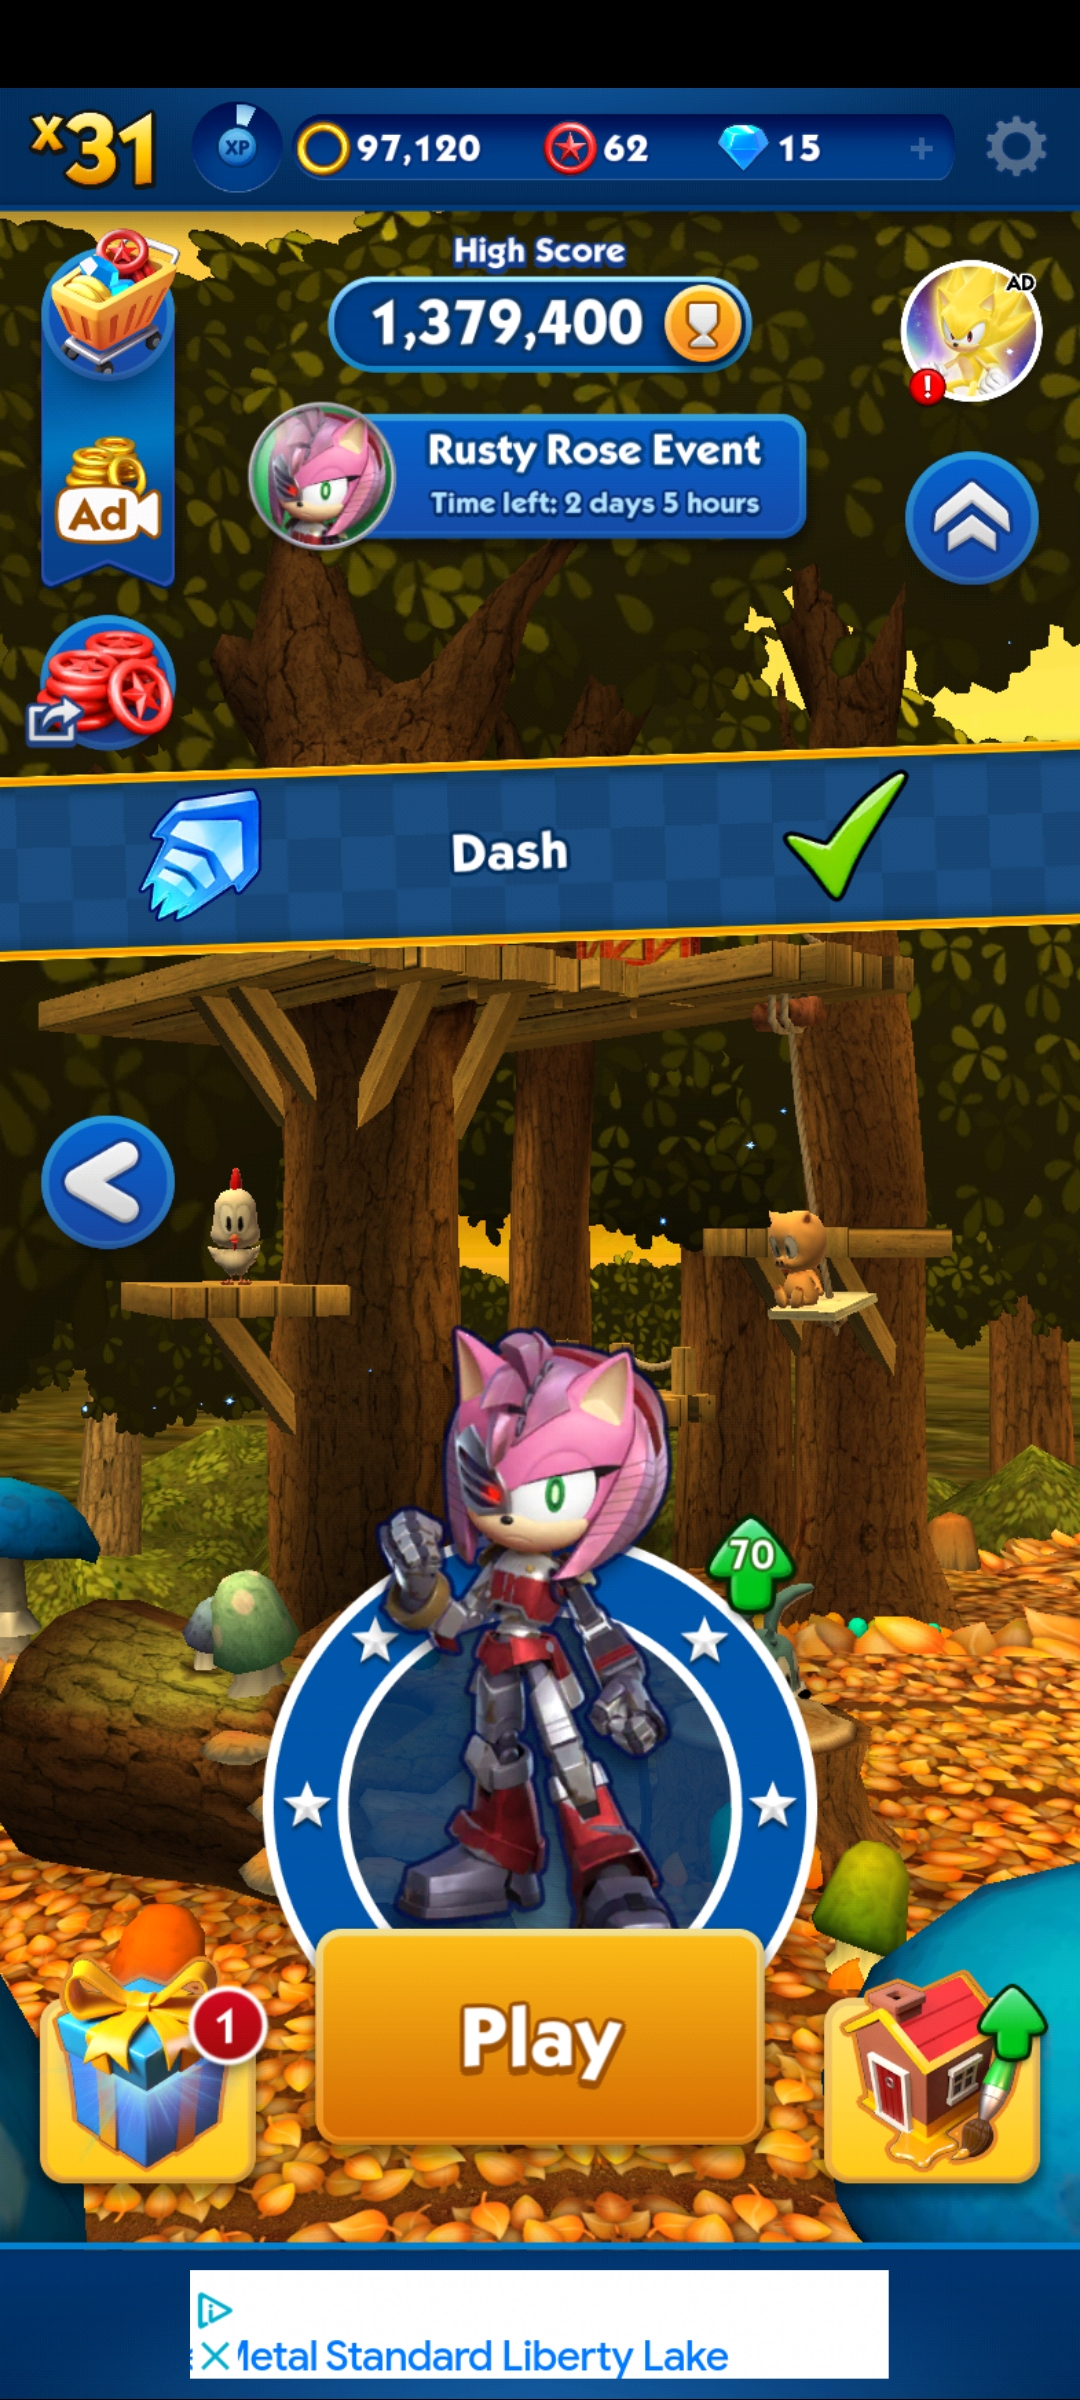 x31
XP
97,120
62
15
+
High Score
1,379,400
AD
!
Rusty Rose Event
Time left: 2 days 5 hours
Ad
Dash
70
1
Play
Metal Standard Liberty Lake